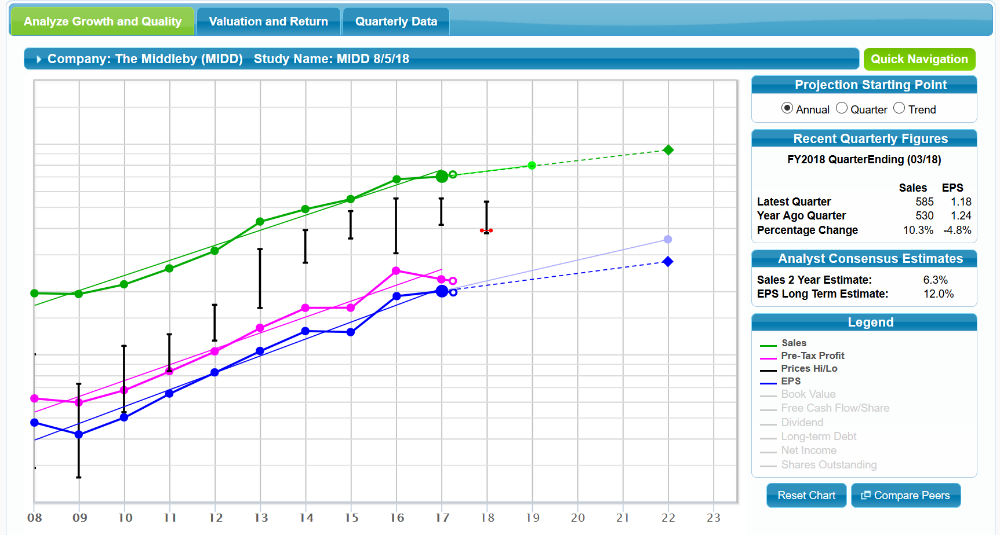 Analyze Growth and Quality Valuation and Return Quarterly Data
Company: The Middleby (MIDD) Study Name: MIDD 8/5/18
Quick Navigation
Projection Starting Point
Annual Quarter Trend
Recent Quarterly Figures
FY2018 QuarterEnding (03/18)
Sales EPS
Latest Quarter 585 1.18
Year Ago Quarter 530 1.24
Percentage Change 10.3% -4.8%
Analyst Consensus Estimates
Sales 2 Year Estimate: 6.3%
EPS Long Term Estimate: 12.0%
Legend
Sales
Pre-Tax Profit
Prices Hi/Lo
EPS
Book Value
Free Cash Flow/Share
Dividend
Long-term Debt
Net Income
Shares Outstanding
Reset Chart Compare Peers
08 09 10 11 12 13 14 15 16 17 18 19 20 21 22 23